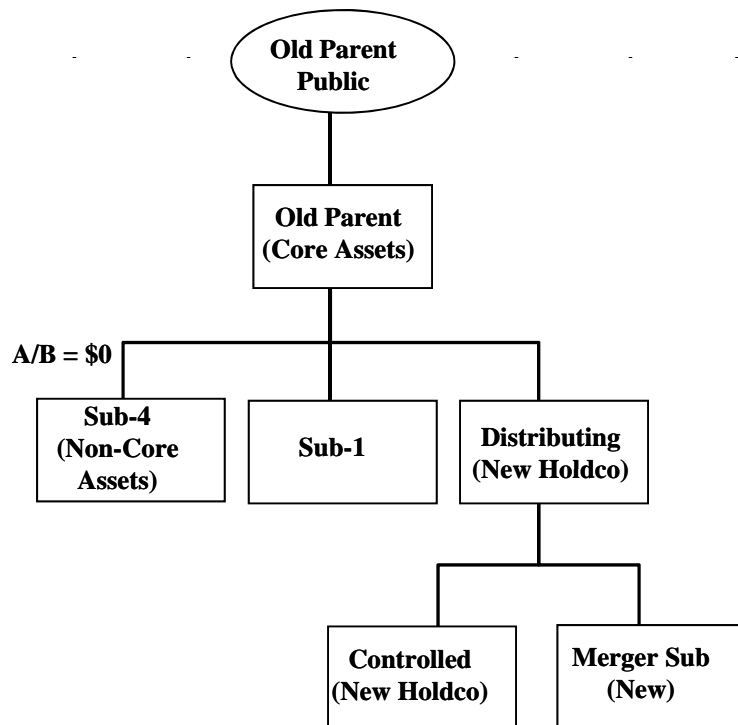 Old Parent
Public
Old Parent
(Core Assets)
A/B = $0
Sub-4
(Non-Core
Assets)
Sub-1
Distributing
(New Holdco)
Controlled
(New Holdco)
Merger Sub
(New)